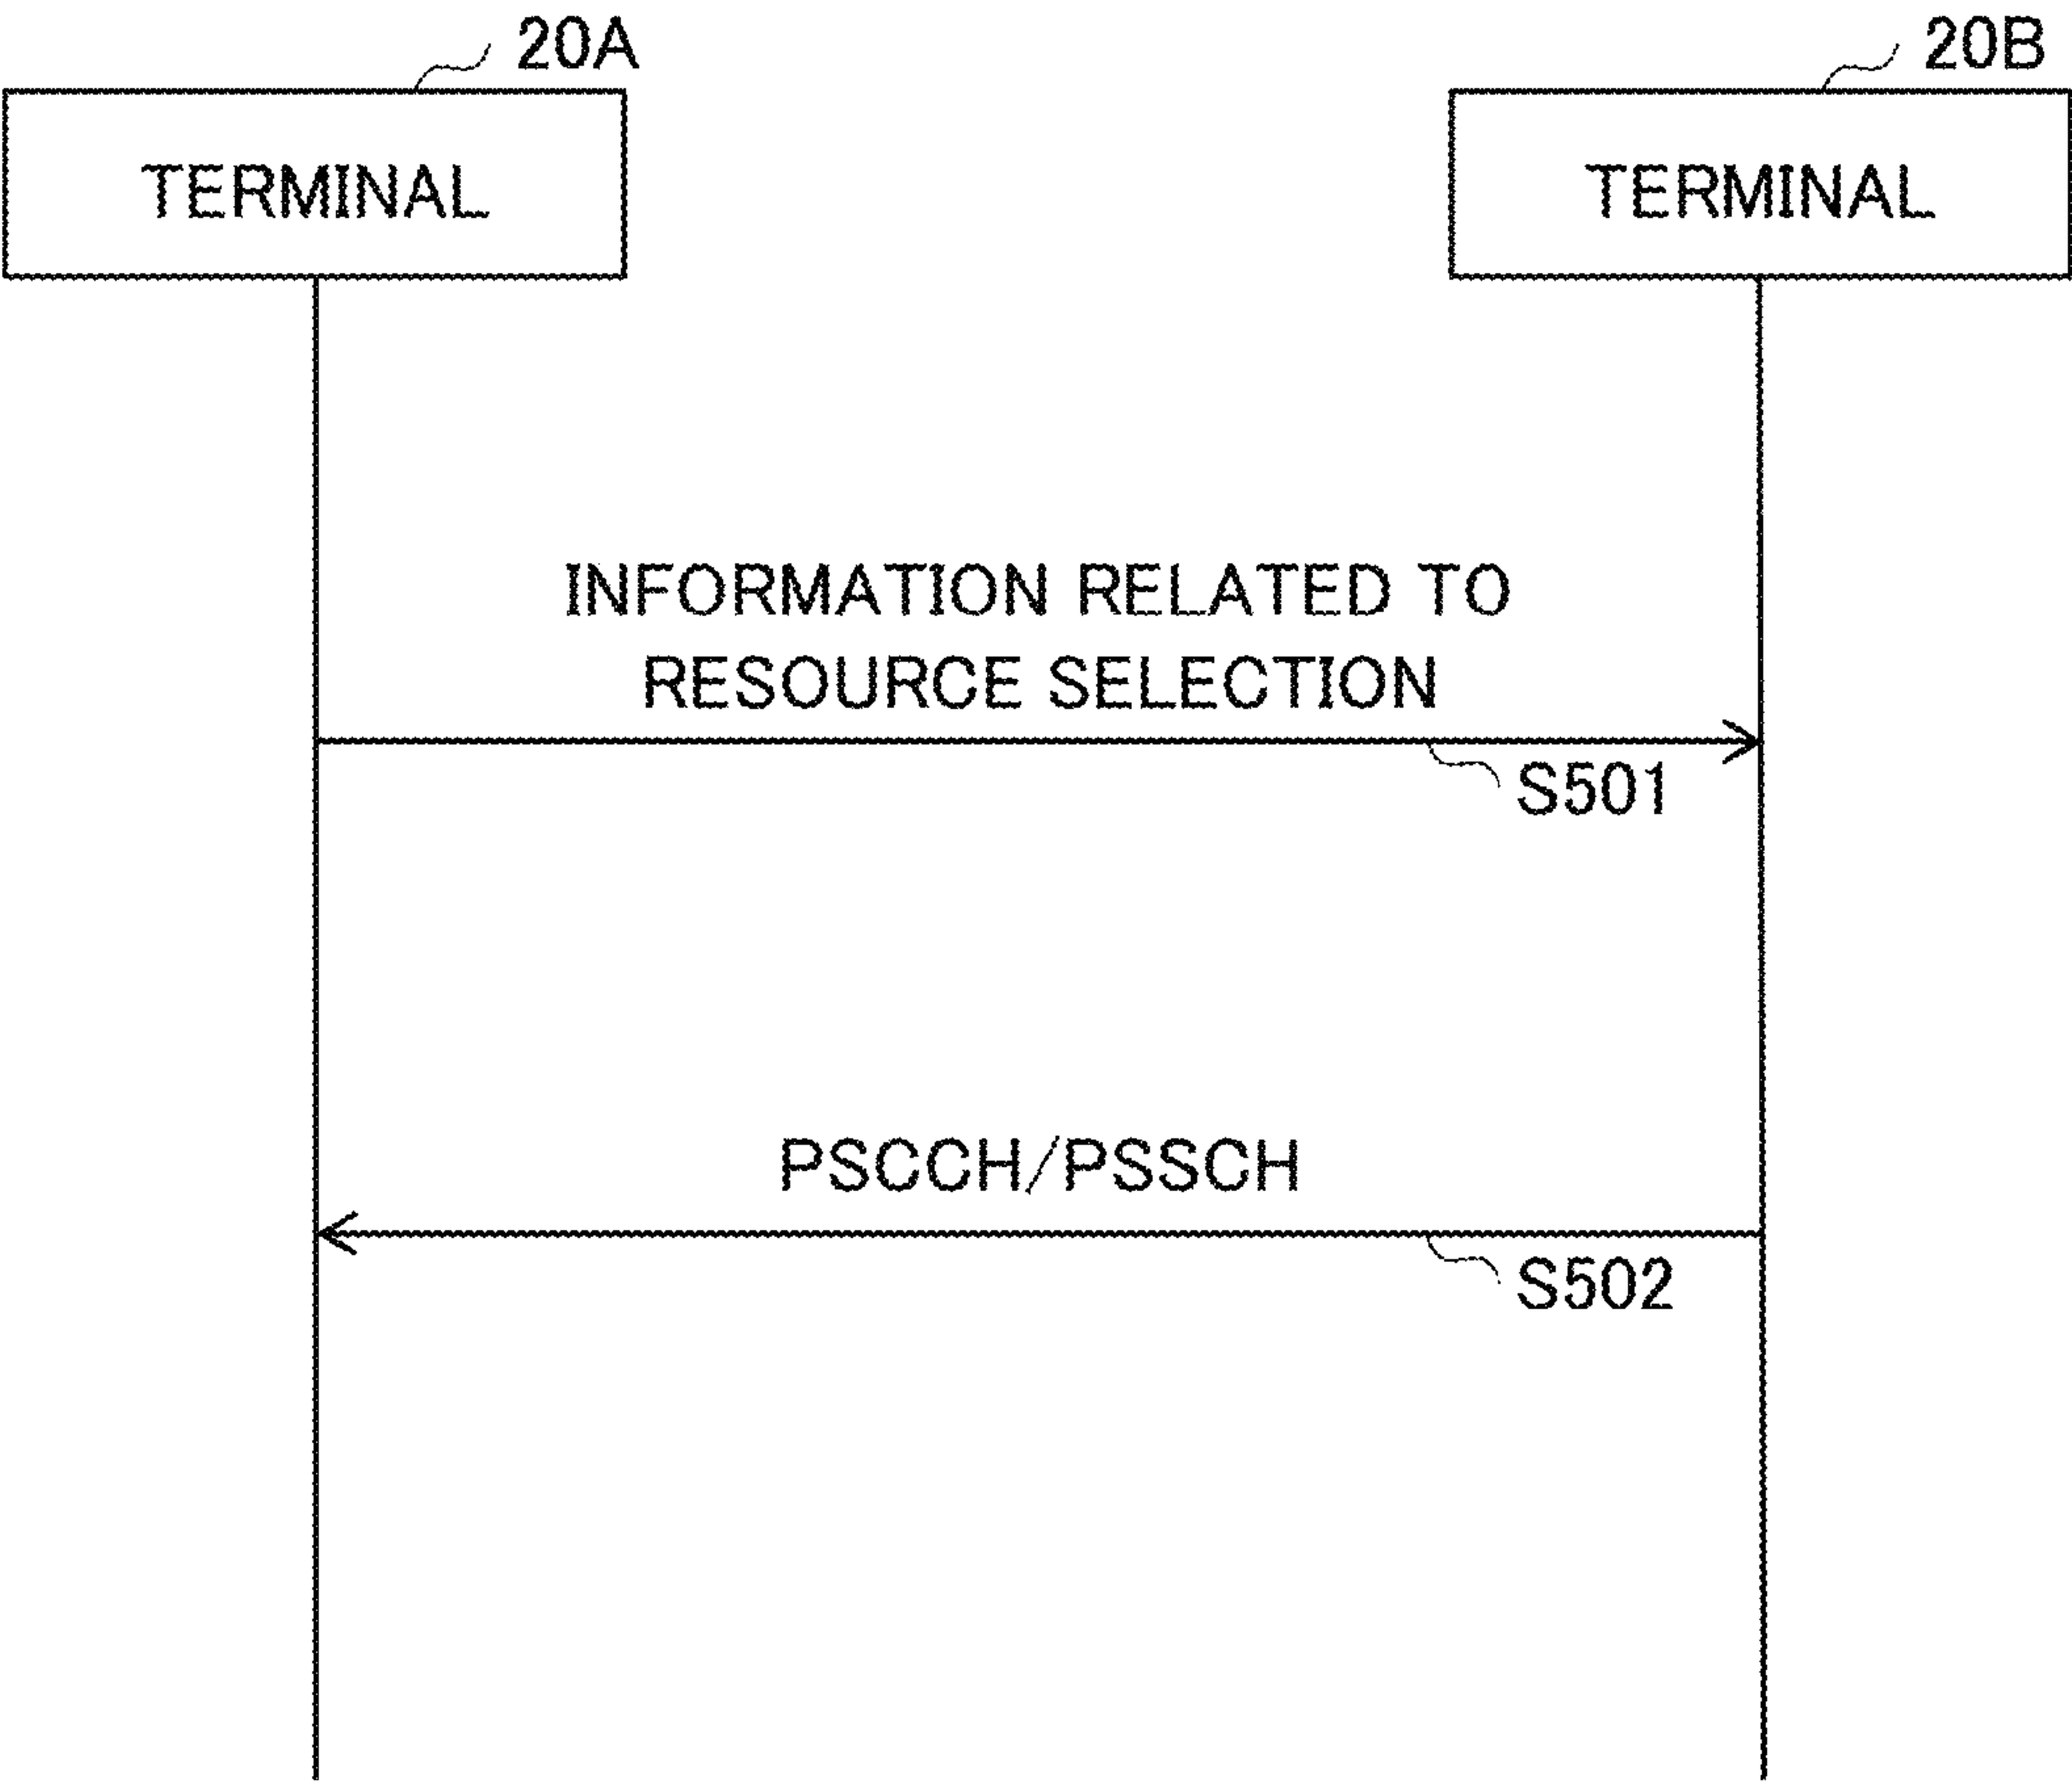 20A
20B
TERMINAL
TERMINAL
INFORMATION RELATED TO
RESOURCE SELECTION
S501
PSCCH/PSSCH
S502